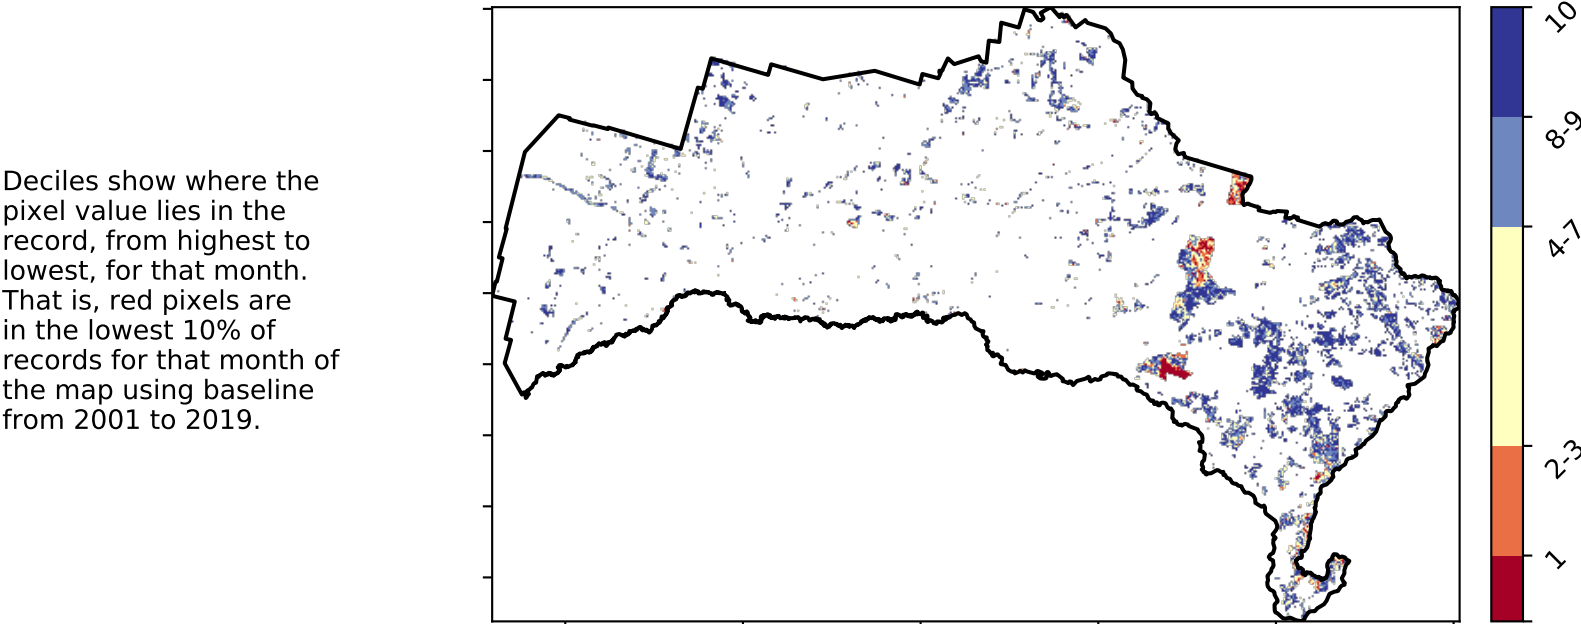 Deciles show where the
pixel value lies in the
record, from highest to
lowest, for that month.
That is, red pixels are
in the lowest 10% of
records for that month of
the map using baseline
from 2001 to 2019.
10
8-9
4-7
2-3
1